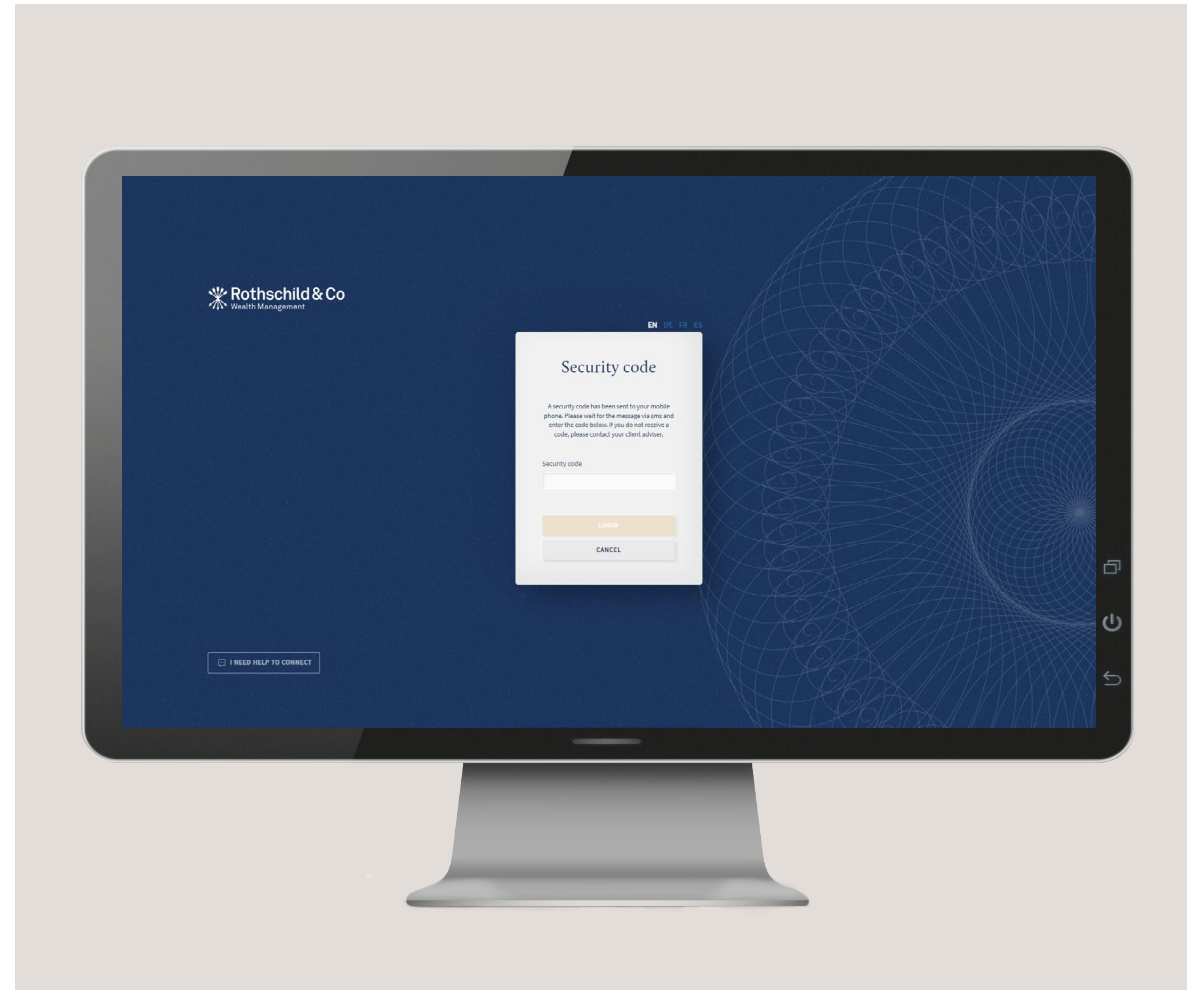 Rothschild & Co
Wealth Management
EN DE FR ES
Security code
A security code has been sent to your mobile
phone. Please wait for the message via sms and
enter the code below. If you do not receive a
code, please contact your client adviser.
Security code
LOGIN
CANCEL
I NEED HELP TO CONNECT